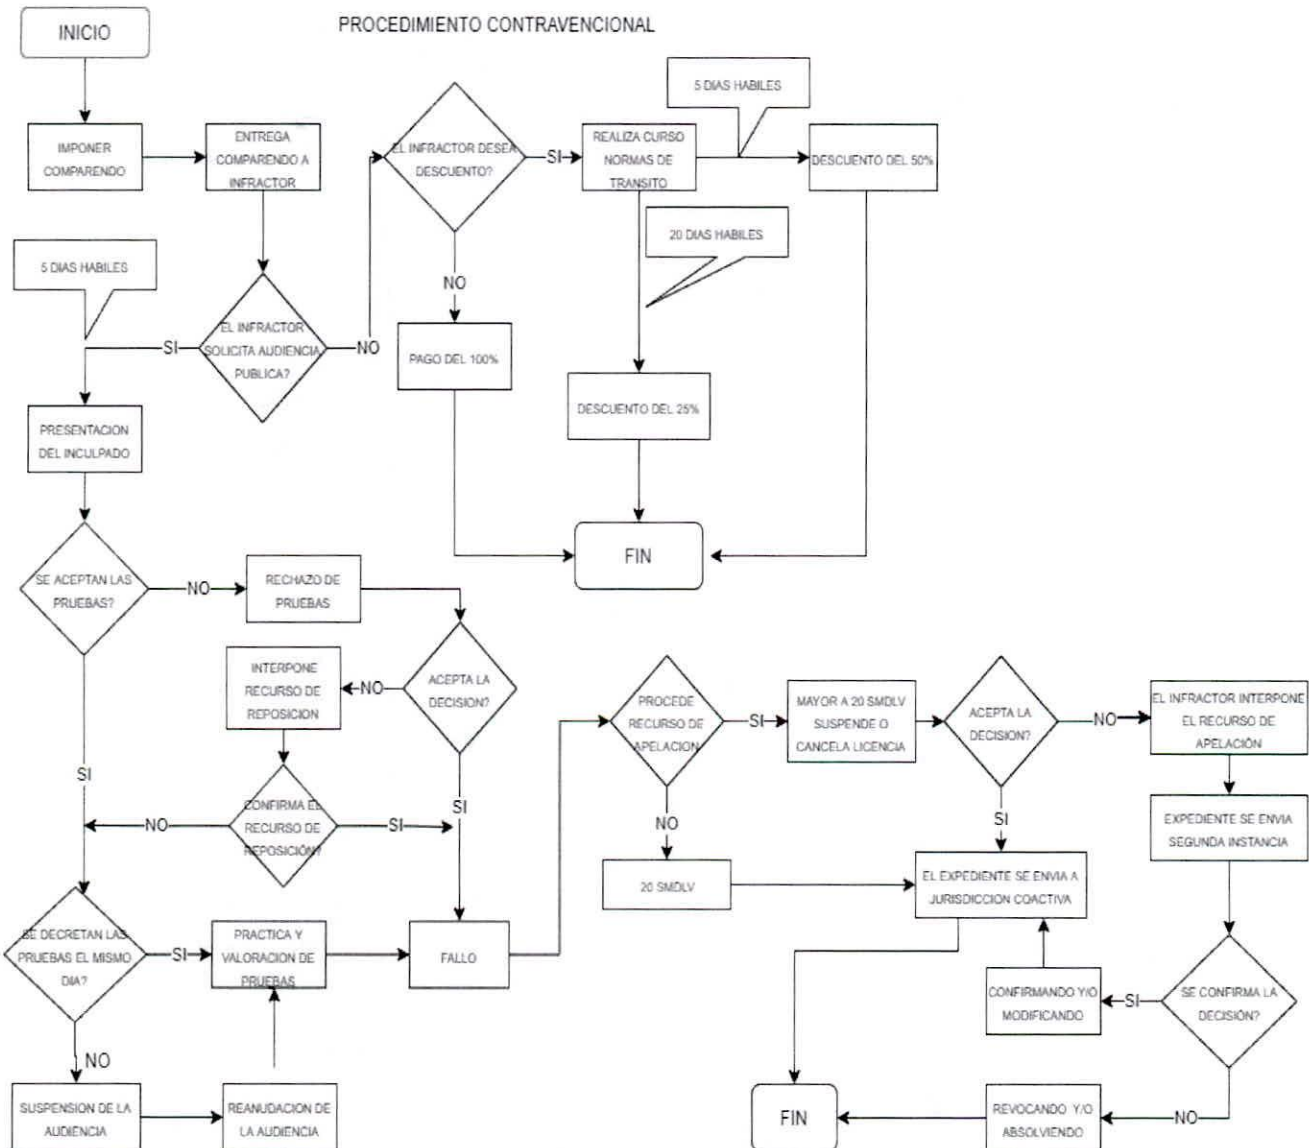 PROCEDIMIENTO CONTRAVENCIONAL
INICIO
IMPONER
COMPARENDO
ENTREGA
COMPARENDO A
INFRACTOR
EL INFRACTOR DESEA
DESCUENTO?
SI
REALIZA CURSO
NORMAS DE
TRANSITO
5 DIAS HABILES
DESCUENTO DEL 50%
20 DIAS HABILES
NO
PAGO DEL 100%
DESCUENTO DEL 25%
FIN
5 DIAS HABILES
SI
EL INFRACTOR
SOLICITA AUDIENCIA
PUBLICA?
NO
PRESENTACION
DEL INCULPADO
SE ACEPTAN LAS
PRUEBAS?
NO
RECHAZO DE
PRUEBAS
INTERPONE
RECURSO DE
REPOSICION
NO
ACEPTA LA
DECISION?
SI
SI
NO
CONFIRMA EL
RECURSO DE
REPOSICIÓN?
SI
SE DECRETAN LAS
PRUEBAS EL MISMO
DIA?
SI
PRACTICA Y
VALORACION DE
PRUEBAS
FALLO
NO
SUSPENSION DE LA
AUDIENCIA
REANUDACION DE
LA AUDIENCIA
PROCEDE
RECURSO DE
APELACION
SI
MAYOR A 20 SMDLV
SUSPENDE O
CANCELA LICENCIA
ACEPTA LA
DECISION?
NO
EL INFRACTOR INTERPONE
EL RECURSO DE
APELACIÓN
NO
20 SMDLV
SI
EL EXPEDIENTE SE ENVIA A
JURISDICCION COACTIVA
EXPEDIENTE SE ENVIA
SEGUNDA INSTANCIA
CONFIRMANDO Y/O
MODIFICANDO
SI
SE CONFIRMA LA
DECISIÓN?
FIN
REVOCANDO Y/O
ABSOLVIENDO
NO